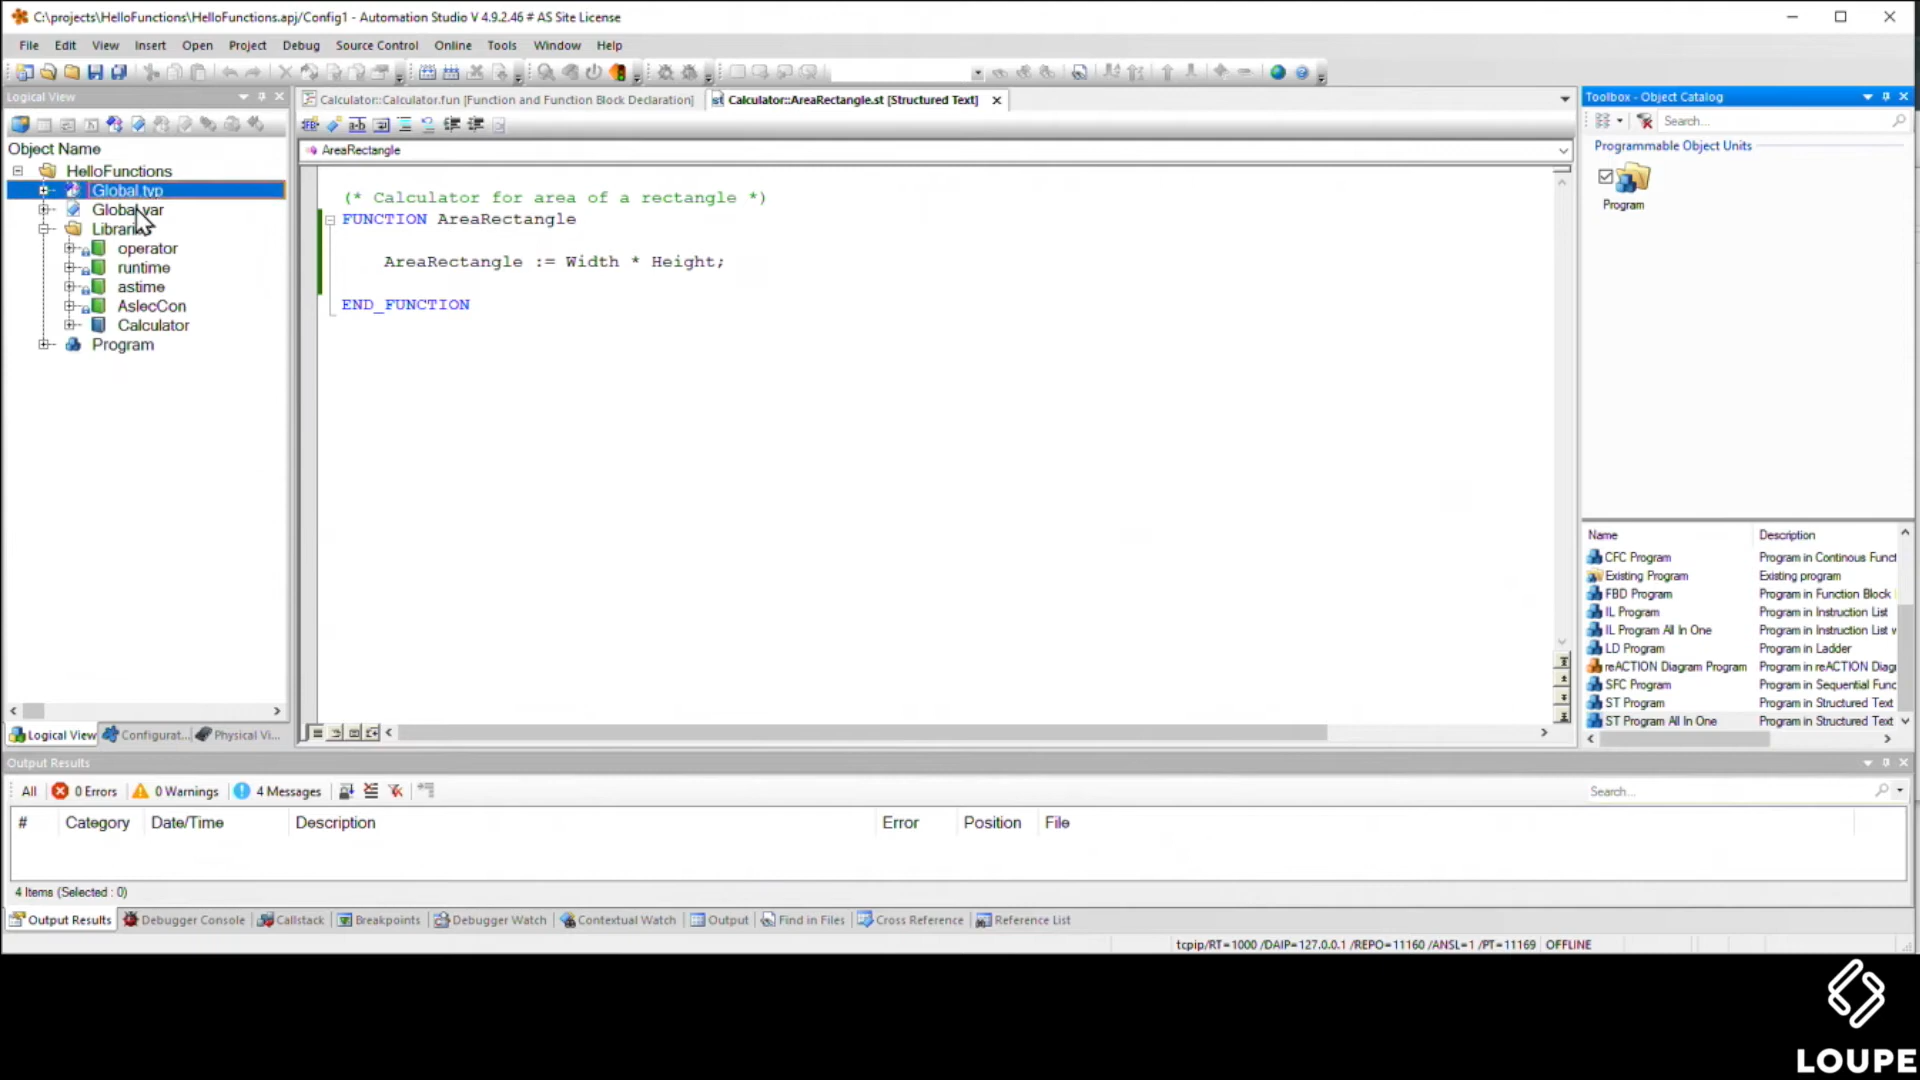 C:\projects\HelloFunctions\HelloFunctions.apj/Config1 - Automation Studio V 4.9.2.46 # AS Site License
File Edit View Insert Open Project Debug Source Control Online Tools Window Help
Logical View
Object Name
HelloFunctions
Global.typ
Global.var
operator
runtime
astime
AsIecCon
Calculator
Program
Logical View Configurat... Physical Vi...
Calculator::Calculator.fun [Function and Function Block Declaration]
Calculator::AreaRectangle.st [Structured Text]
AreaRectangle
(* Calculator for area of a rectangle *)
FUNCTION AreaRectangle
AreaRectangle := Width * Height;
END_FUNCTION
Toolbox - Object Catalog
Search...
Programmable Object Units
Program
Name Description
CFC Program Program in Continous Funct
Existing Program Existing program
FBD Program Program in Function Block
IL Program Program in Instruction List
IL Program All In One Program in Instruction List w
LD Program Program in Ladder
reACTION Diagram Program Program in reACTION Diagr
SFC Program Program in Sequential Func
ST Program Program in Structured Text
ST Program All In One Program in Structured Text
Output Results
All 0 Errors 0 Warnings 4 Messages
Search...
# Category Date/Time Description Error Position File
4 Items (Selected : 0)
Output Results Debugger Console Callstack Breakpoints Debugger Watch Contextual Watch Output Find in Files Cross Reference Reference List
tcpip/RT=1000 /DAIP=127.0.0.1 /REPO=11160 /ANSL=1 /PT=11169 OFFLINE
LOUPE